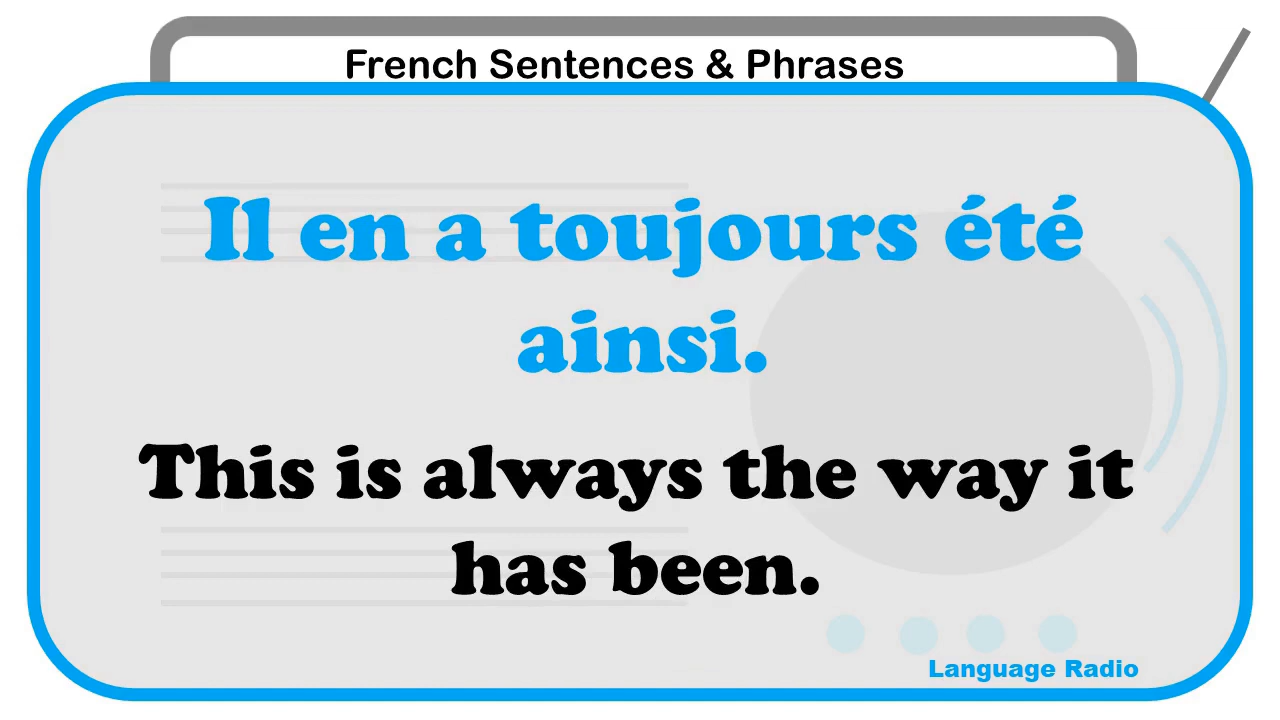 French Sentences & Phrases
Il en a toujours été
ainsi.
This is always the way it
has been.
Language Radio